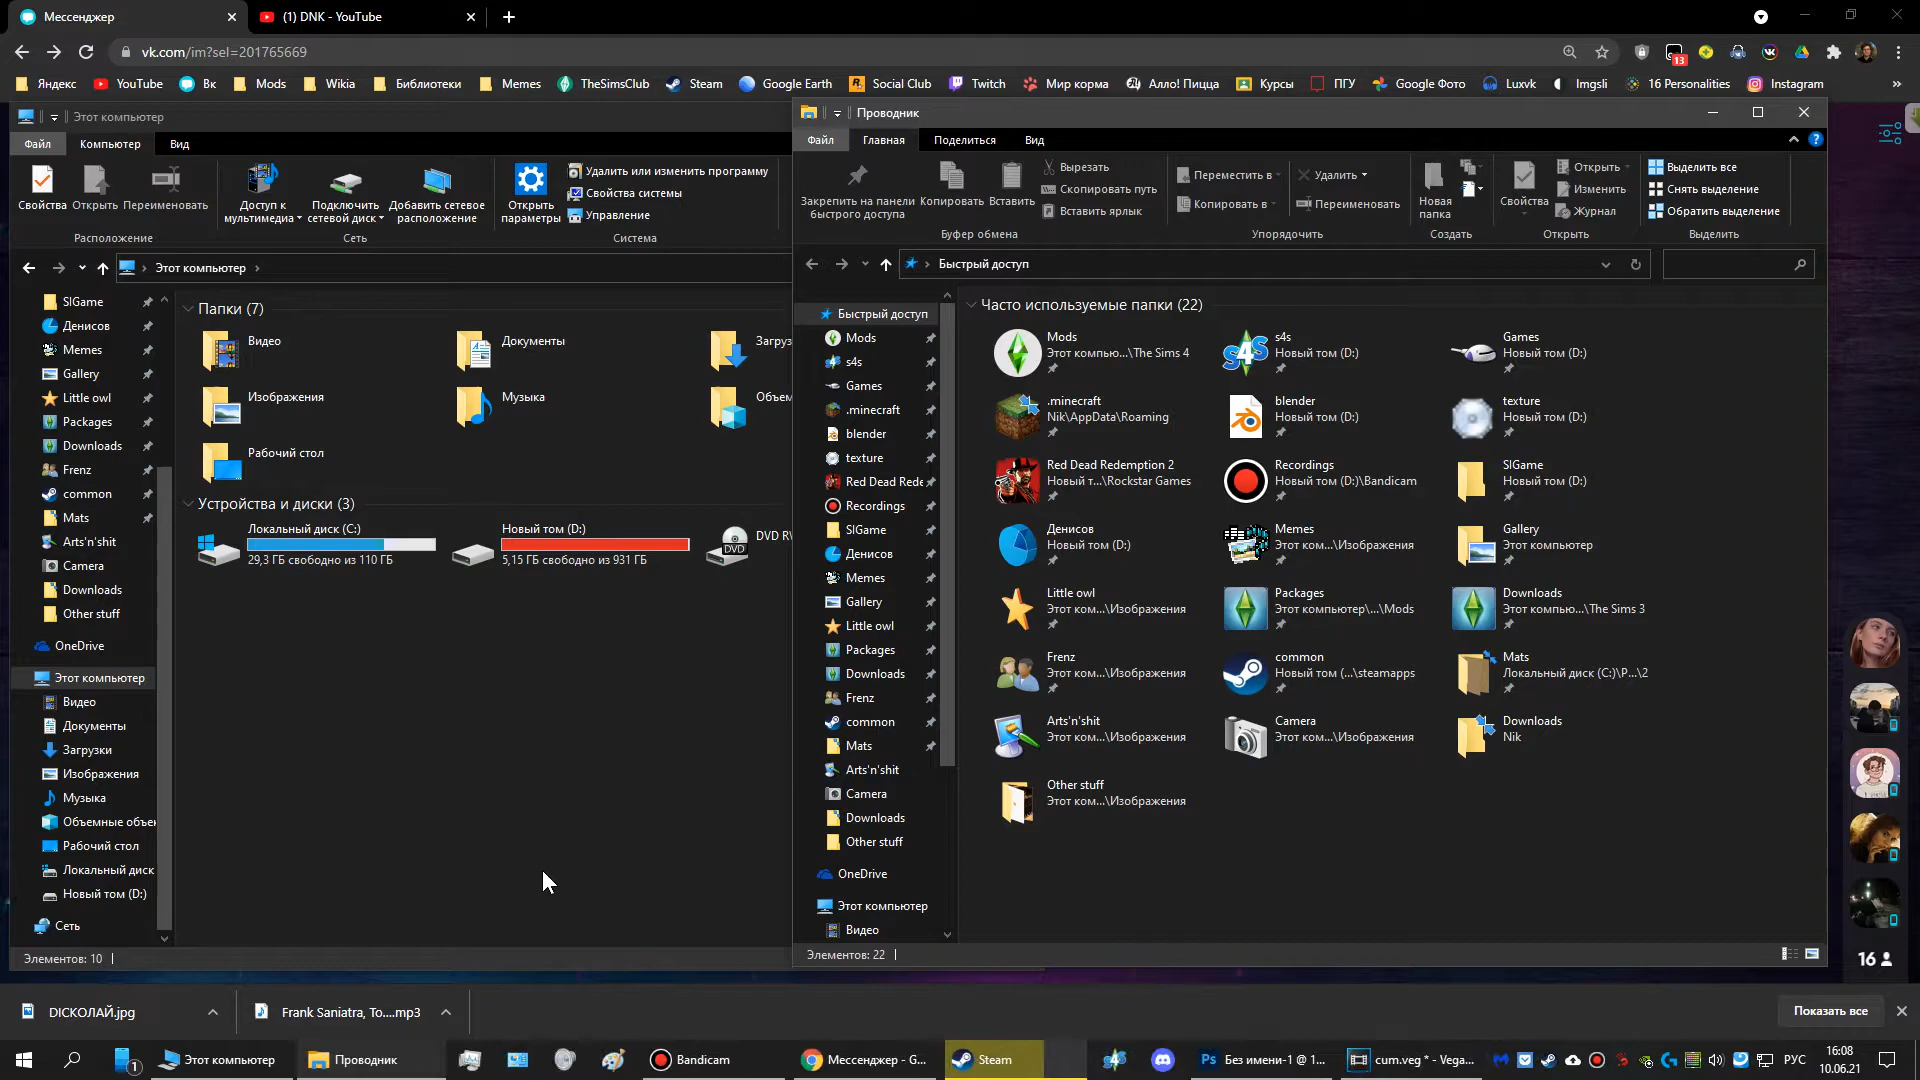 Мессенджер
(1) DNK - YouTube
vk.com/im?sel=201765669
13
Яндекс
YouTube
Вк
Mods
Wikia
Библиотеки
Memes
TheSimsClub
Steam
Google Earth
Social Club
Twitch
Мир корма
Алло! Пицца
Курсы
ПГУ
Google Фото
Luxvk
Imgsli
16 Personalities
Instagram
»
Этот компьютер
Файл
Компьютер
Вид
Свойства
Открыть
Переименовать
Расположение
Доступ к
мультимедиа
Подключить
сетевой диск
Добавить сетевое
расположение
Сеть
Открыть
параметры
Удалить или изменить программу
Свойства системы
Управление
Система
Этот компьютер
SIGame
Денисов
Memes
Gallery
Little owl
Packages
Downloads
Frenz
common
Mats
Arts'n'shit
Camera
Downloads
Other stuff
OneDrive
Этот компьютер
Видео
Документы
Загрузки
Изображения
Музыка
Объемные объек
Рабочий стол
Локальный диск
Новый том (D:)
Сеть
Папки (7)
Видео
Документы
Загруз
Изображения
Музыка
Объем
Рабочий стол
Устройства и диски (3)
Локальный диск (C:)
29,3 ГБ свободно из 110 ГБ
Новый том (D:)
5,15 ГБ свободно из 931 ГБ
DVD
DVD RW
Элементов: 10
Проводник
Файл
Главная
Поделиться
Вид
Закрепить на панели
быстрого доступа
Копировать
Вставить
Вырезать
Скопировать путь
Вставить ярлык
Буфер обмена
Переместить в
Копировать в
Удалить
Переименовать
Упорядочить
Новая
папка
Создать
Свойства
Открыть
Изменить
Журнал
Открыть
Выделить все
Снять выделение
Обратить выделение
Выделить
Быстрый доступ
Быстрый доступ
Mods
s4s
Games
.minecraft
blender
texture
Red Dead Rede
Recordings
SIGame
Денисов
Memes
Gallery
Little owl
Packages
Downloads
Frenz
common
Mats
Arts'n'shit
Camera
Downloads
Other stuff
OneDrive
Этот компьютер
Видео
Часто используемые папки (22)
Mods
Этот компью...\The Sims 4
s4s
Новый том (D:)
Games
Новый том (D:)
.minecraft
Nik\AppData\Roaming
blender
Новый том (D:)
texture
Новый том (D:)
Red Dead Redemption 2
Новый т...\Rockstar Games
Recordings
Новый том (D:)\Bandicam
SIGame
Новый том (D:)
Денисов
Новый том (D:)
Memes
Этот ком...\Изображения
Gallery
Этот компьютер
Little owl
Этот ком...\Изображения
Packages
Этот компьютер\...\Mods
Downloads
Этот компью...\The Sims 3
Frenz
Этот ком...\Изображения
common
Новый том (...\steamapps
Mats
Локальный диск (C:)\P...\2
Arts'n'shit
Этот ком...\Изображения
Camera
Этот ком...\Изображения
Downloads
Nik
Other stuff
Этот ком...\Изображения
Элементов: 22
16
DIСКОЛАЙ.jpg
Frank Saniatra, To....mp3
Показать все
1
Этот компьютер
Проводник
Bandicam
Мессенджер - G...
Steam
Ps
Без имени-1 @ 1...
cum.veg * - Vega...
РУС
16:08
10.06.21